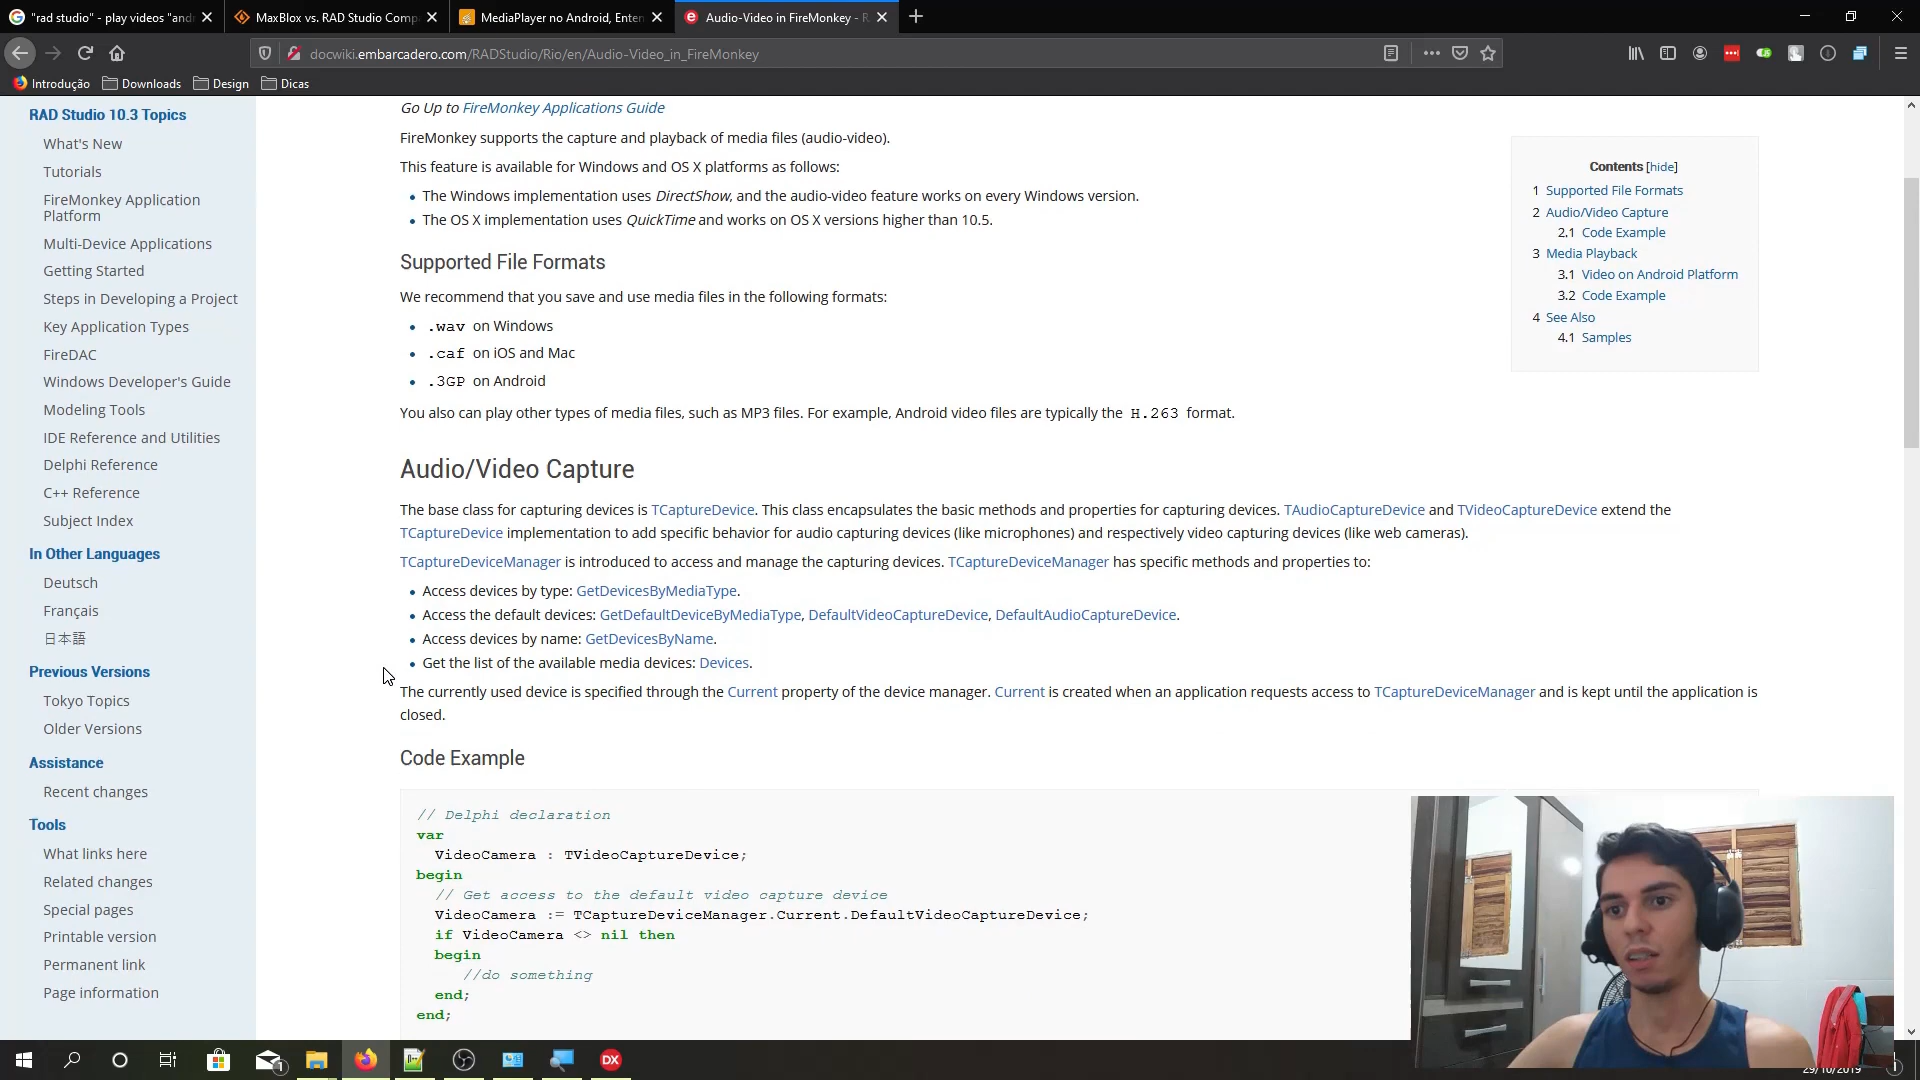 "rad studio" - play videos "and
MaxBlox vs. RAD Studio Comp
MediaPlayer no Android, Enten
Audio-Video in FireMonkey - R
docwiki.embarcadero.com/RADStudio/Rio/en/Audio-Video_in_FireMonkey
Introdução
Downloads
Design
Dicas
RAD Studio 10.3 Topics
What's New
Tutorials
FireMonkey Application
Platform
Multi-Device Applications
Getting Started
Steps in Developing a Project
Key Application Types
FireDAC
Windows Developer's Guide
Modeling Tools
IDE Reference and Utilities
Delphi Reference
C++ Reference
Subject Index
In Other Languages
Deutsch
Français
日本語
Previous Versions
Tokyo Topics
Older Versions
Assistance
Recent changes
Tools
What links here
Related changes
Special pages
Printable version
Permanent link
Page information
Go Up to FireMonkey Applications Guide
FireMonkey supports the capture and playback of media files (audio-video).
This feature is available for Windows and OS X platforms as follows:
• The Windows implementation uses DirectShow, and the audio-video feature works on every Windows version.
• The OS X implementation uses QuickTime and works on OS X versions higher than 10.5.
Supported File Formats
We recommend that you save and use media files in the following formats:
• .wav on Windows
• .caf on iOS and Mac
• .3GP on Android
You also can play other types of media files, such as MP3 files. For example, Android video files are typically the H.263 format.
Contents [hide]
1 Supported File Formats
2 Audio/Video Capture
2.1 Code Example
3 Media Playback
3.1 Video on Android Platform
3.2 Code Example
4 See Also
4.1 Samples
Audio/Video Capture
The base class for capturing devices is TCaptureDevice. This class encapsulates the basic methods and properties for capturing devices. TAudioCaptureDevice and TVideoCaptureDevice extend the
TCaptureDevice implementation to add specific behavior for audio capturing devices (like microphones) and respectively video capturing devices (like web cameras).
TCaptureDeviceManager is introduced to access and manage the capturing devices. TCaptureDeviceManager has specific methods and properties to:
• Access devices by type: GetDevicesByMediaType.
• Access the default devices: GetDefaultDeviceByMediaType, DefaultVideoCaptureDevice, DefaultAudioCaptureDevice.
• Access devices by name: GetDevicesByName.
• Get the list of the available media devices: Devices.
The currently used device is specified through the Current property of the device manager. Current is created when an application requests access to TCaptureDeviceManager and is kept until the application is
closed.
Code Example
// Delphi declaration
var
VideoCamera : TVideoCaptureDevice;
begin
// Get access to the default video capture device
VideoCamera := TCaptureDeviceManager.Current.DefaultVideoCaptureDevice;
if VideoCamera <> nil then
begin
//do something
end;
end;
1
DX
29/10/2019
1